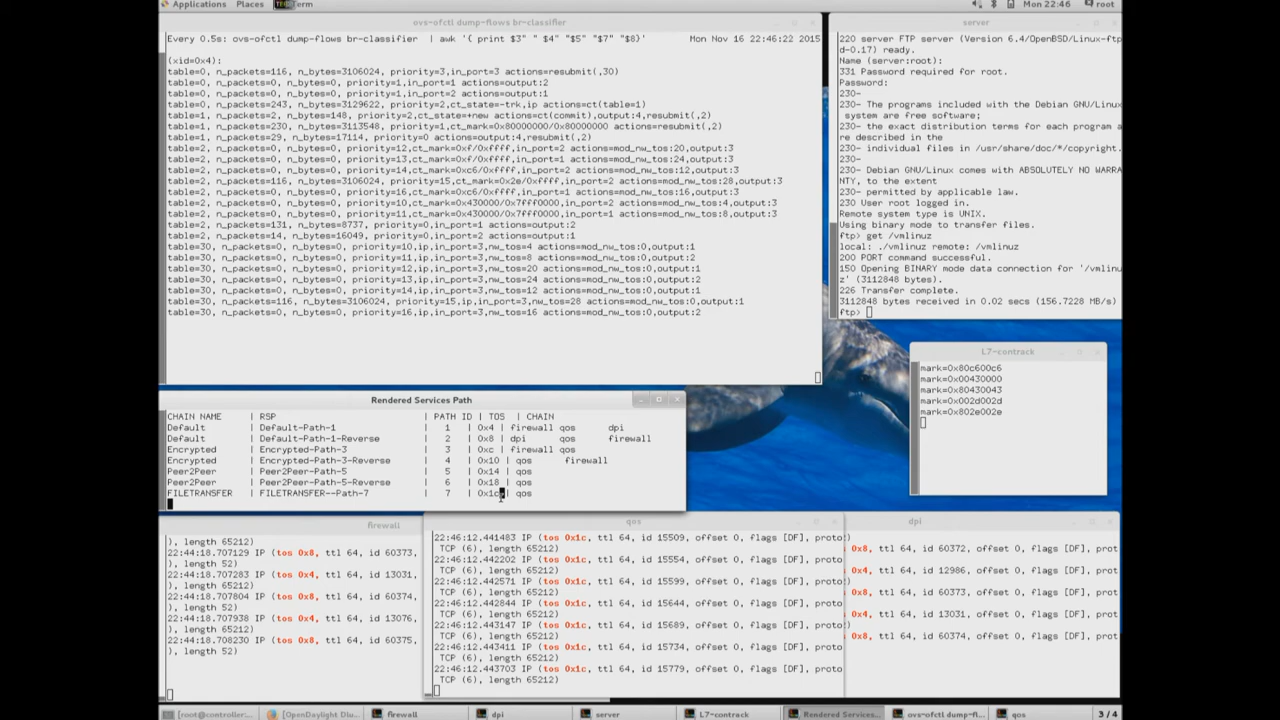 Applications Places Term Mon 22:46 root
ovs-ofctl dump-flows br-classifier
Every 0.5s: ovs-ofctl dump-flows br-classifier | awk '{ print $3" " $4" "$5" "$7" "$8}' Mon Nov 16 22:46:22 2015
(xid=0x4):
table=0, n_packets=116, n_bytes=3106024, priority=3,in_port=3 actions=resubmit(,30)
table=0, n_packets=0, n_bytes=0, priority=1,in_port=1 actions=output:2
table=0, n_packets=0, n_bytes=0, priority=1,in_port=2 actions=output:1
table=0, n_packets=243, n_bytes=3129622, priority=2,ct_state=-trk,ip actions=ct(table=1)
table=1, n_packets=2, n_bytes=148, priority=2,ct_state=+new actions=ct(commit),output:4,resubmit(,2)
table=1, n_packets=230, n_bytes=3113548, priority=1,ct_mark=0x80000000/0x80000000 actions=resubmit(,2)
table=1, n_packets=29, n_bytes=17114, priority=0 actions=output:4,resubmit(,2)
table=2, n_packets=0, n_bytes=0, priority=12,ct_mark=0xf/0xffff,in_port=2 actions=mod_nw_tos:20,output:3
table=2, n_packets=0, n_bytes=0, priority=13,ct_mark=0xf/0xffff,in_port=1 actions=mod_nw_tos:24,output:3
table=2, n_packets=0, n_bytes=0, priority=14,ct_mark=0xc6/0xffff,in_port=2 actions=mod_nw_tos:12,output:3
table=2, n_packets=116, n_bytes=3106024, priority=15,ct_mark=0x2e/0xffff,in_port=2 actions=mod_nw_tos:28,output:3
table=2, n_packets=0, n_bytes=0, priority=16,ct_mark=0xc6/0xffff,in_port=1 actions=mod_nw_tos:16,output:3
table=2, n_packets=0, n_bytes=0, priority=10,ct_mark=0x430000/0x7fff0000,in_port=2 actions=mod_nw_tos:4,output:3
table=2, n_packets=0, n_bytes=0, priority=11,ct_mark=0x430000/0x7fff0000,in_port=1 actions=mod_nw_tos:8,output:3
table=2, n_packets=131, n_bytes=8737, priority=0,in_port=1 actions=output:2
table=2, n_packets=14, n_bytes=16049, priority=0,in_port=2 actions=output:1
table=30, n_packets=0, n_bytes=0, priority=10,ip,in_port=3,nw_tos=4 actions=mod_nw_tos:0,output:1
table=30, n_packets=0, n_bytes=0, priority=11,ip,in_port=3,nw_tos=8 actions=mod_nw_tos:0,output:2
table=30, n_packets=0, n_bytes=0, priority=12,ip,in_port=3,nw_tos=20 actions=mod_nw_tos:0,output:1
table=30, n_packets=0, n_bytes=0, priority=13,ip,in_port=3,nw_tos=24 actions=mod_nw_tos:0,output:2
table=30, n_packets=0, n_bytes=0, priority=14,ip,in_port=3,nw_tos=12 actions=mod_nw_tos:0,output:1
table=30, n_packets=116, n_bytes=3106024, priority=15,ip,in_port=3,nw_tos=28 actions=mod_nw_tos:0,output:1
table=30, n_packets=0, n_bytes=0, priority=16,ip,in_port=3,nw_tos=16 actions=mod_nw_tos:0,output:2
server
220 server FTP server (Version 6.4/OpenBSD/Linux-ftp
d-0.17) ready.
Name (server:root):
331 Password required for root.
Password:
230-
230- The programs included with the Debian GNU/Linux
system are free software;
230- the exact distribution terms for each program a
re described in the
230- individual files in /usr/share/doc/*/copyright.
230-
230- Debian GNU/Linux comes with ABSOLUTELY NO WARRA
NTY, to the extent
230- permitted by applicable law.
230 User root logged in.
Remote system type is UNIX.
Using binary mode to transfer files.
ftp> get /vmlinuz
local: ./vmlinuz remote: /vmlinuz
200 PORT command successful.
150 Opening BINARY mode data connection for '/vmlinu
z' (3112848 bytes).
226 Transfer complete.
3112848 bytes received in 0.02 secs (156.7228 MB/s)
ftp>
L7-contrack
mark=0x80c600c6
mark=0x00430000
mark=0x80430043
mark=0x002d002d
mark=0x802e002e
Rendered Services Path
CHAIN NAME | RSP | PATH ID | TOS | CHAIN
Default | Default-Path-1 | 1 | 0x4 | firewall qos dpi
Default | Default-Path-1-Reverse | 2 | 0x8 | dpi qos firewall
Encrypted | Encrypted-Path-3 | 3 | 0xc | firewall qos
Encrypted | Encrypted-Path-3-Reverse | 4 | 0x10 | qos firewall
Peer2Peer | Peer2Peer-Path-5 | 5 | 0x14 | qos
Peer2Peer | Peer2Peer-Path-5-Reverse | 6 | 0x18 | qos
FILETRANSFER | FILETRANSFER--Path-7 | 7 | 0x1c | qos
firewall
), length 65212)
22:44:18.707129 IP (tos 0x8, ttl 64, id 60373,
), length 52)
22:44:18.707283 IP (tos 0x4, ttl 64, id 13031,
), length 65212)
22:44:18.707804 IP (tos 0x8, ttl 64, id 60374,
), length 52)
22:44:18.707938 IP (tos 0x4, ttl 64, id 13076,
), length 65212)
22:44:18.708230 IP (tos 0x8, ttl 64, id 60375,
), length 52)
qos
22:46:12.441483 IP (tos 0x1c, ttl 64, id 15509, offset 0, flags [DF], proto
TCP (6), length 65212)
22:46:12.442202 IP (tos 0x1c, ttl 64, id 15554, offset 0, flags [DF], proto
TCP (6), length 65212)
22:46:12.442571 IP (tos 0x1c, ttl 64, id 15599, offset 0, flags [DF], proto
TCP (6), length 65212)
22:46:12.442844 IP (tos 0x1c, ttl 64, id 15644, offset 0, flags [DF], proto
TCP (6), length 65212)
22:46:12.443147 IP (tos 0x1c, ttl 64, id 15689, offset 0, flags [DF], proto
TCP (6), length 65212)
22:46:12.443411 IP (tos 0x1c, ttl 64, id 15734, offset 0, flags [DF], proto
TCP (6), length 65212)
22:46:12.443703 IP (tos 0x1c, ttl 64, id 15779, offset 0, flags [DF], proto
TCP (6), length 65212)
dpi
)
0x8, ttl 64, id 60372, offset 0, flags [DF], prot
)
0x4, ttl 64, id 12986, offset 0, flags [DF], prot
)
0x8, ttl 64, id 60373, offset 0, flags [DF], prot
)
0x4, ttl 64, id 13031, offset 0, flags [DF], prot
)
0x8, ttl 64, id 60374, offset 0, flags [DF], prot
[root@controller:... [OpenDaylight Dlu... firewall dpi server L7-contrack Rendered Services... ovs-ofctl dump-fl... qos 3 / 4